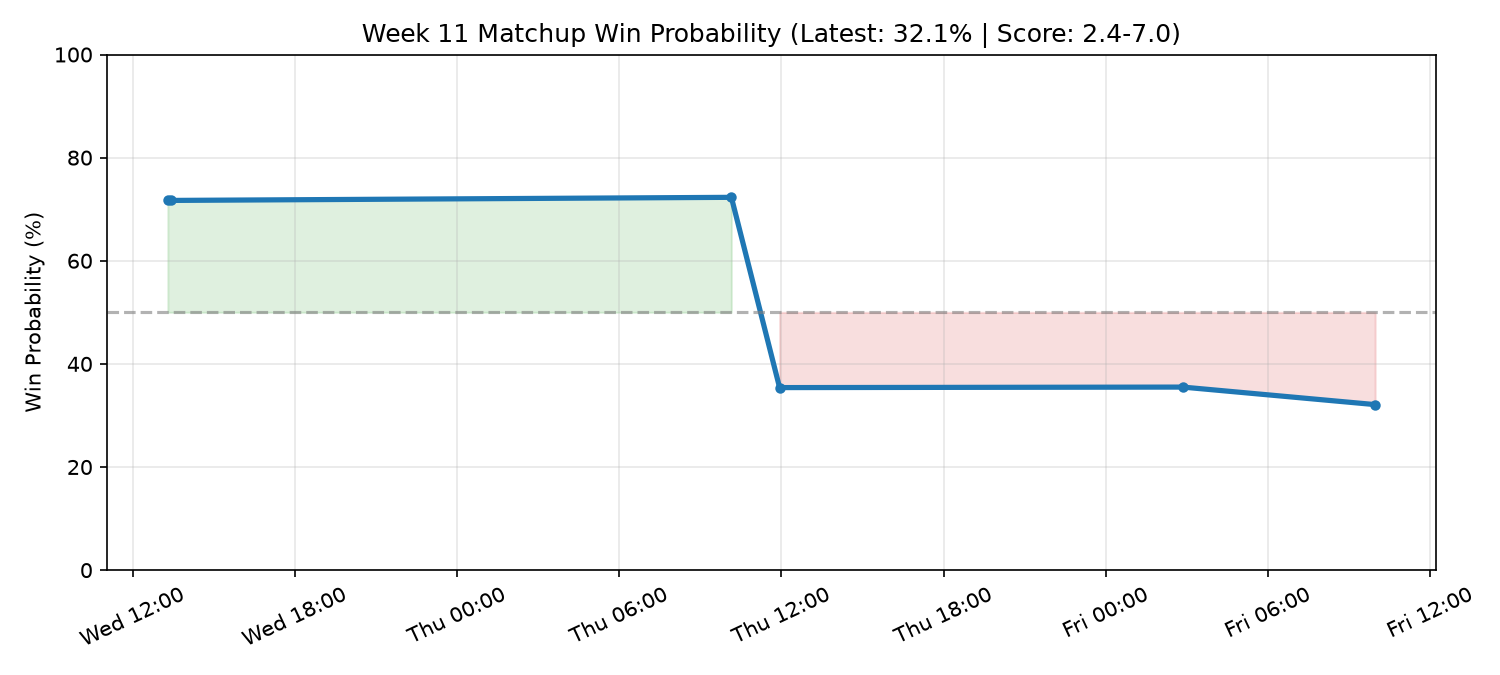 Week 11 Matchup Win Probability (Latest: 32.1% | Score: 2.4-7.0)
Win Probability (%)
100
80
60
40
20
0
Wed 12:00
Wed 18:00
Thu 00:00
Thu 06:00
Thu 12:00
Thu 18:00
Fri 00:00
Fri 06:00
Fri 12:00